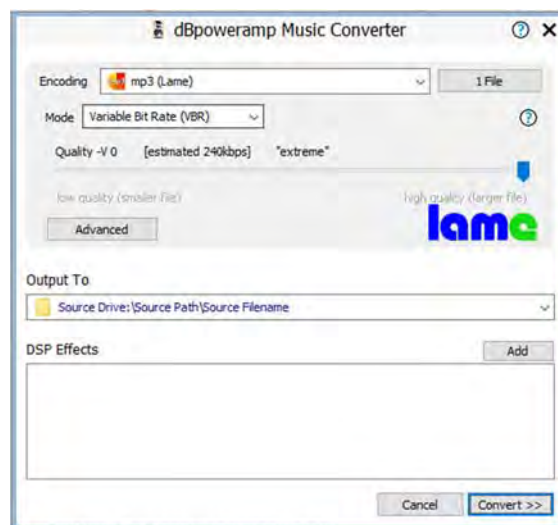 dBpoweramp Music Converter
Encoding mp3 (Lame) 1 File
Mode Variable Bit Rate (VBR)
Quality -V 0 [estimated 240kbps] "extreme"
low quality (smaller file) high quality (larger file)
Advanced lame
Output To
Source Drive:\Source Path\Source Filename
DSP Effects Add
Cancel Convert >>